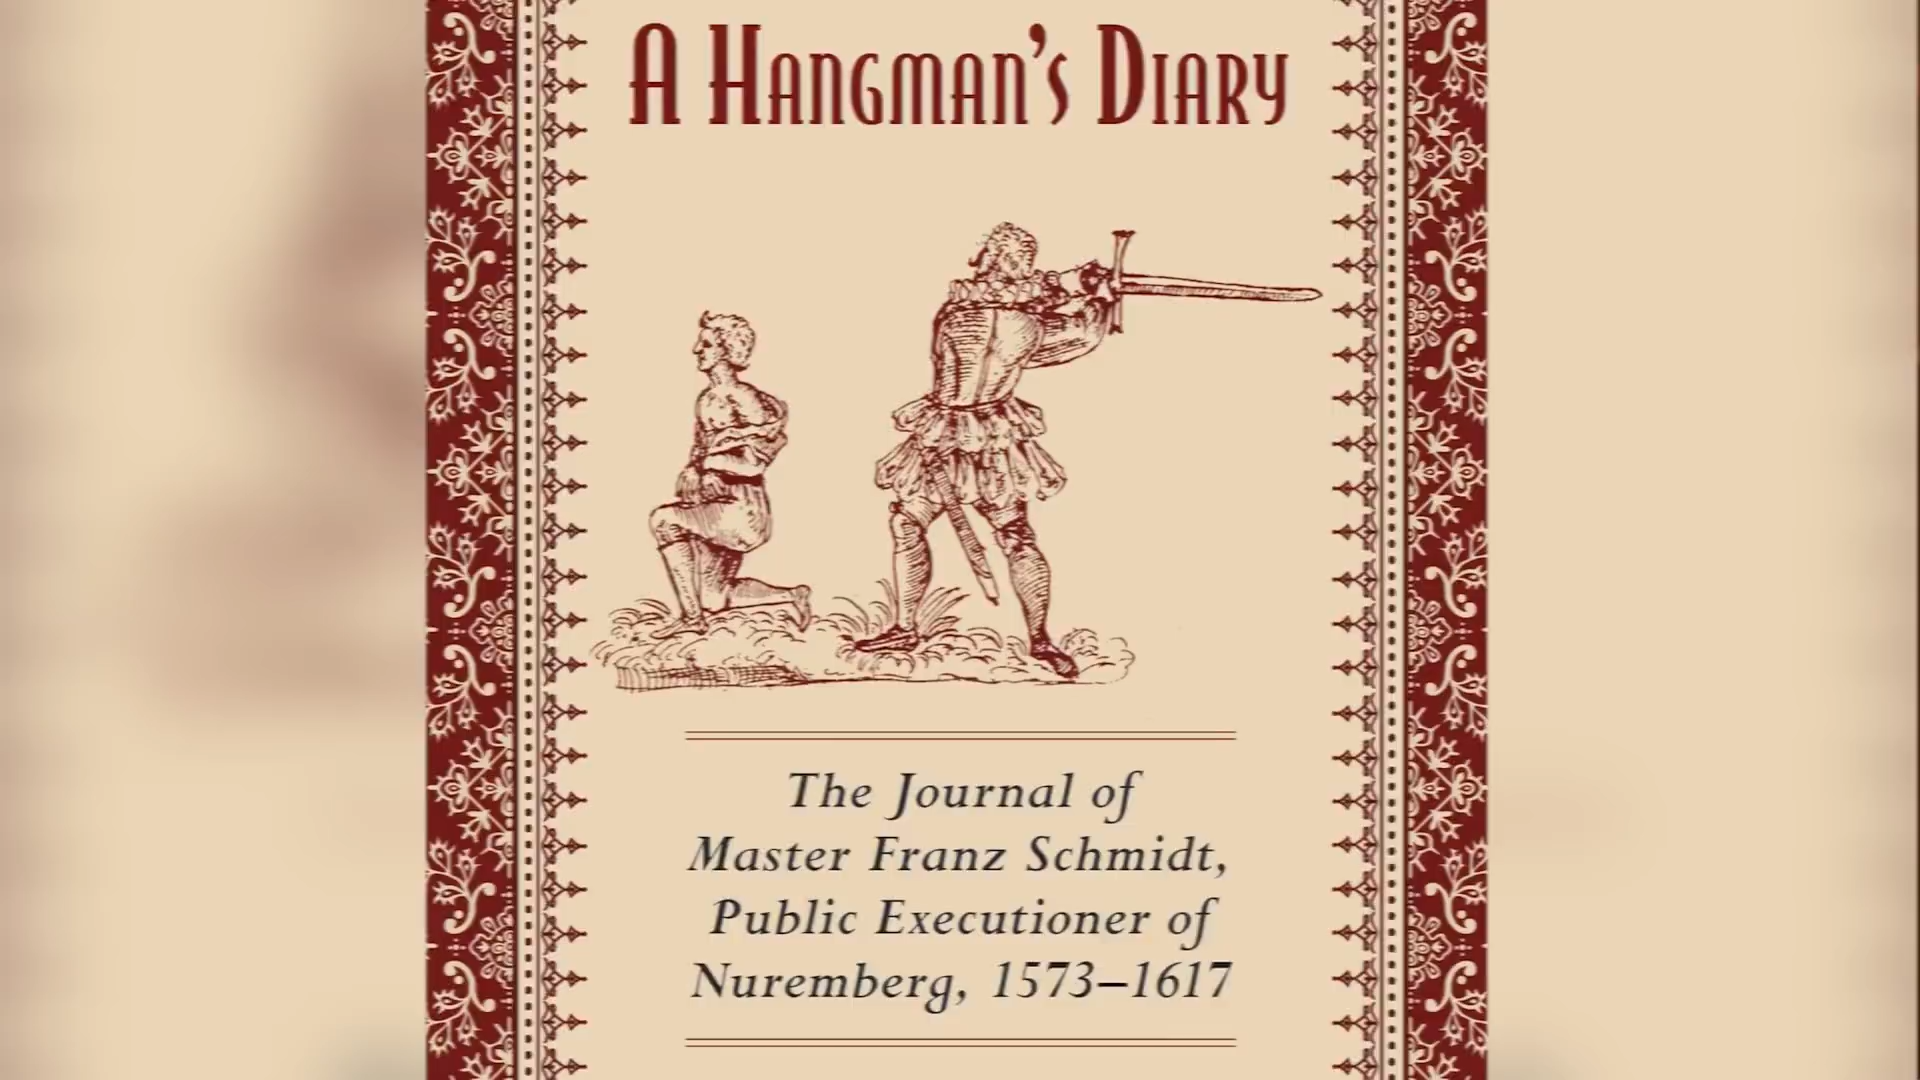 A Hangman's Diary
The Journal of
Master Franz Schmidt,
Public Executioner of
Nuremberg, 1573–1617